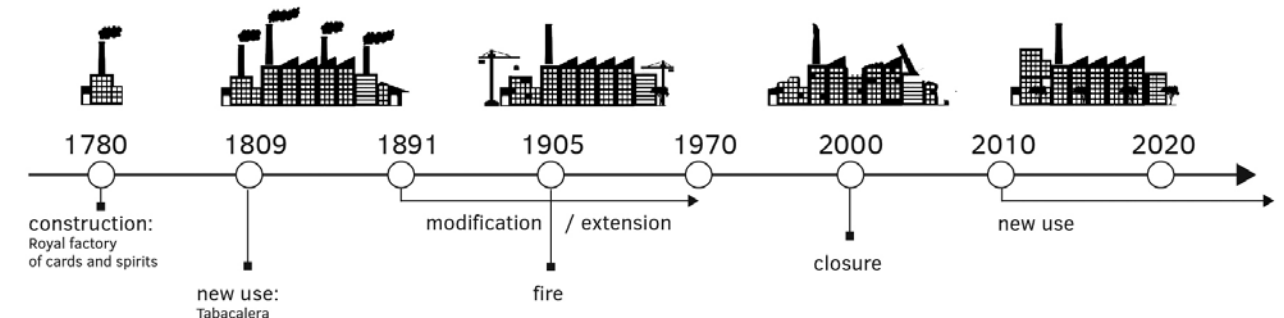 1780 1809 1891 1905 1970 2000 2010 2020
construction:
Royal factory
of cards and spirits
new use:
Tabacalera
modification / extension
fire
closure
new use